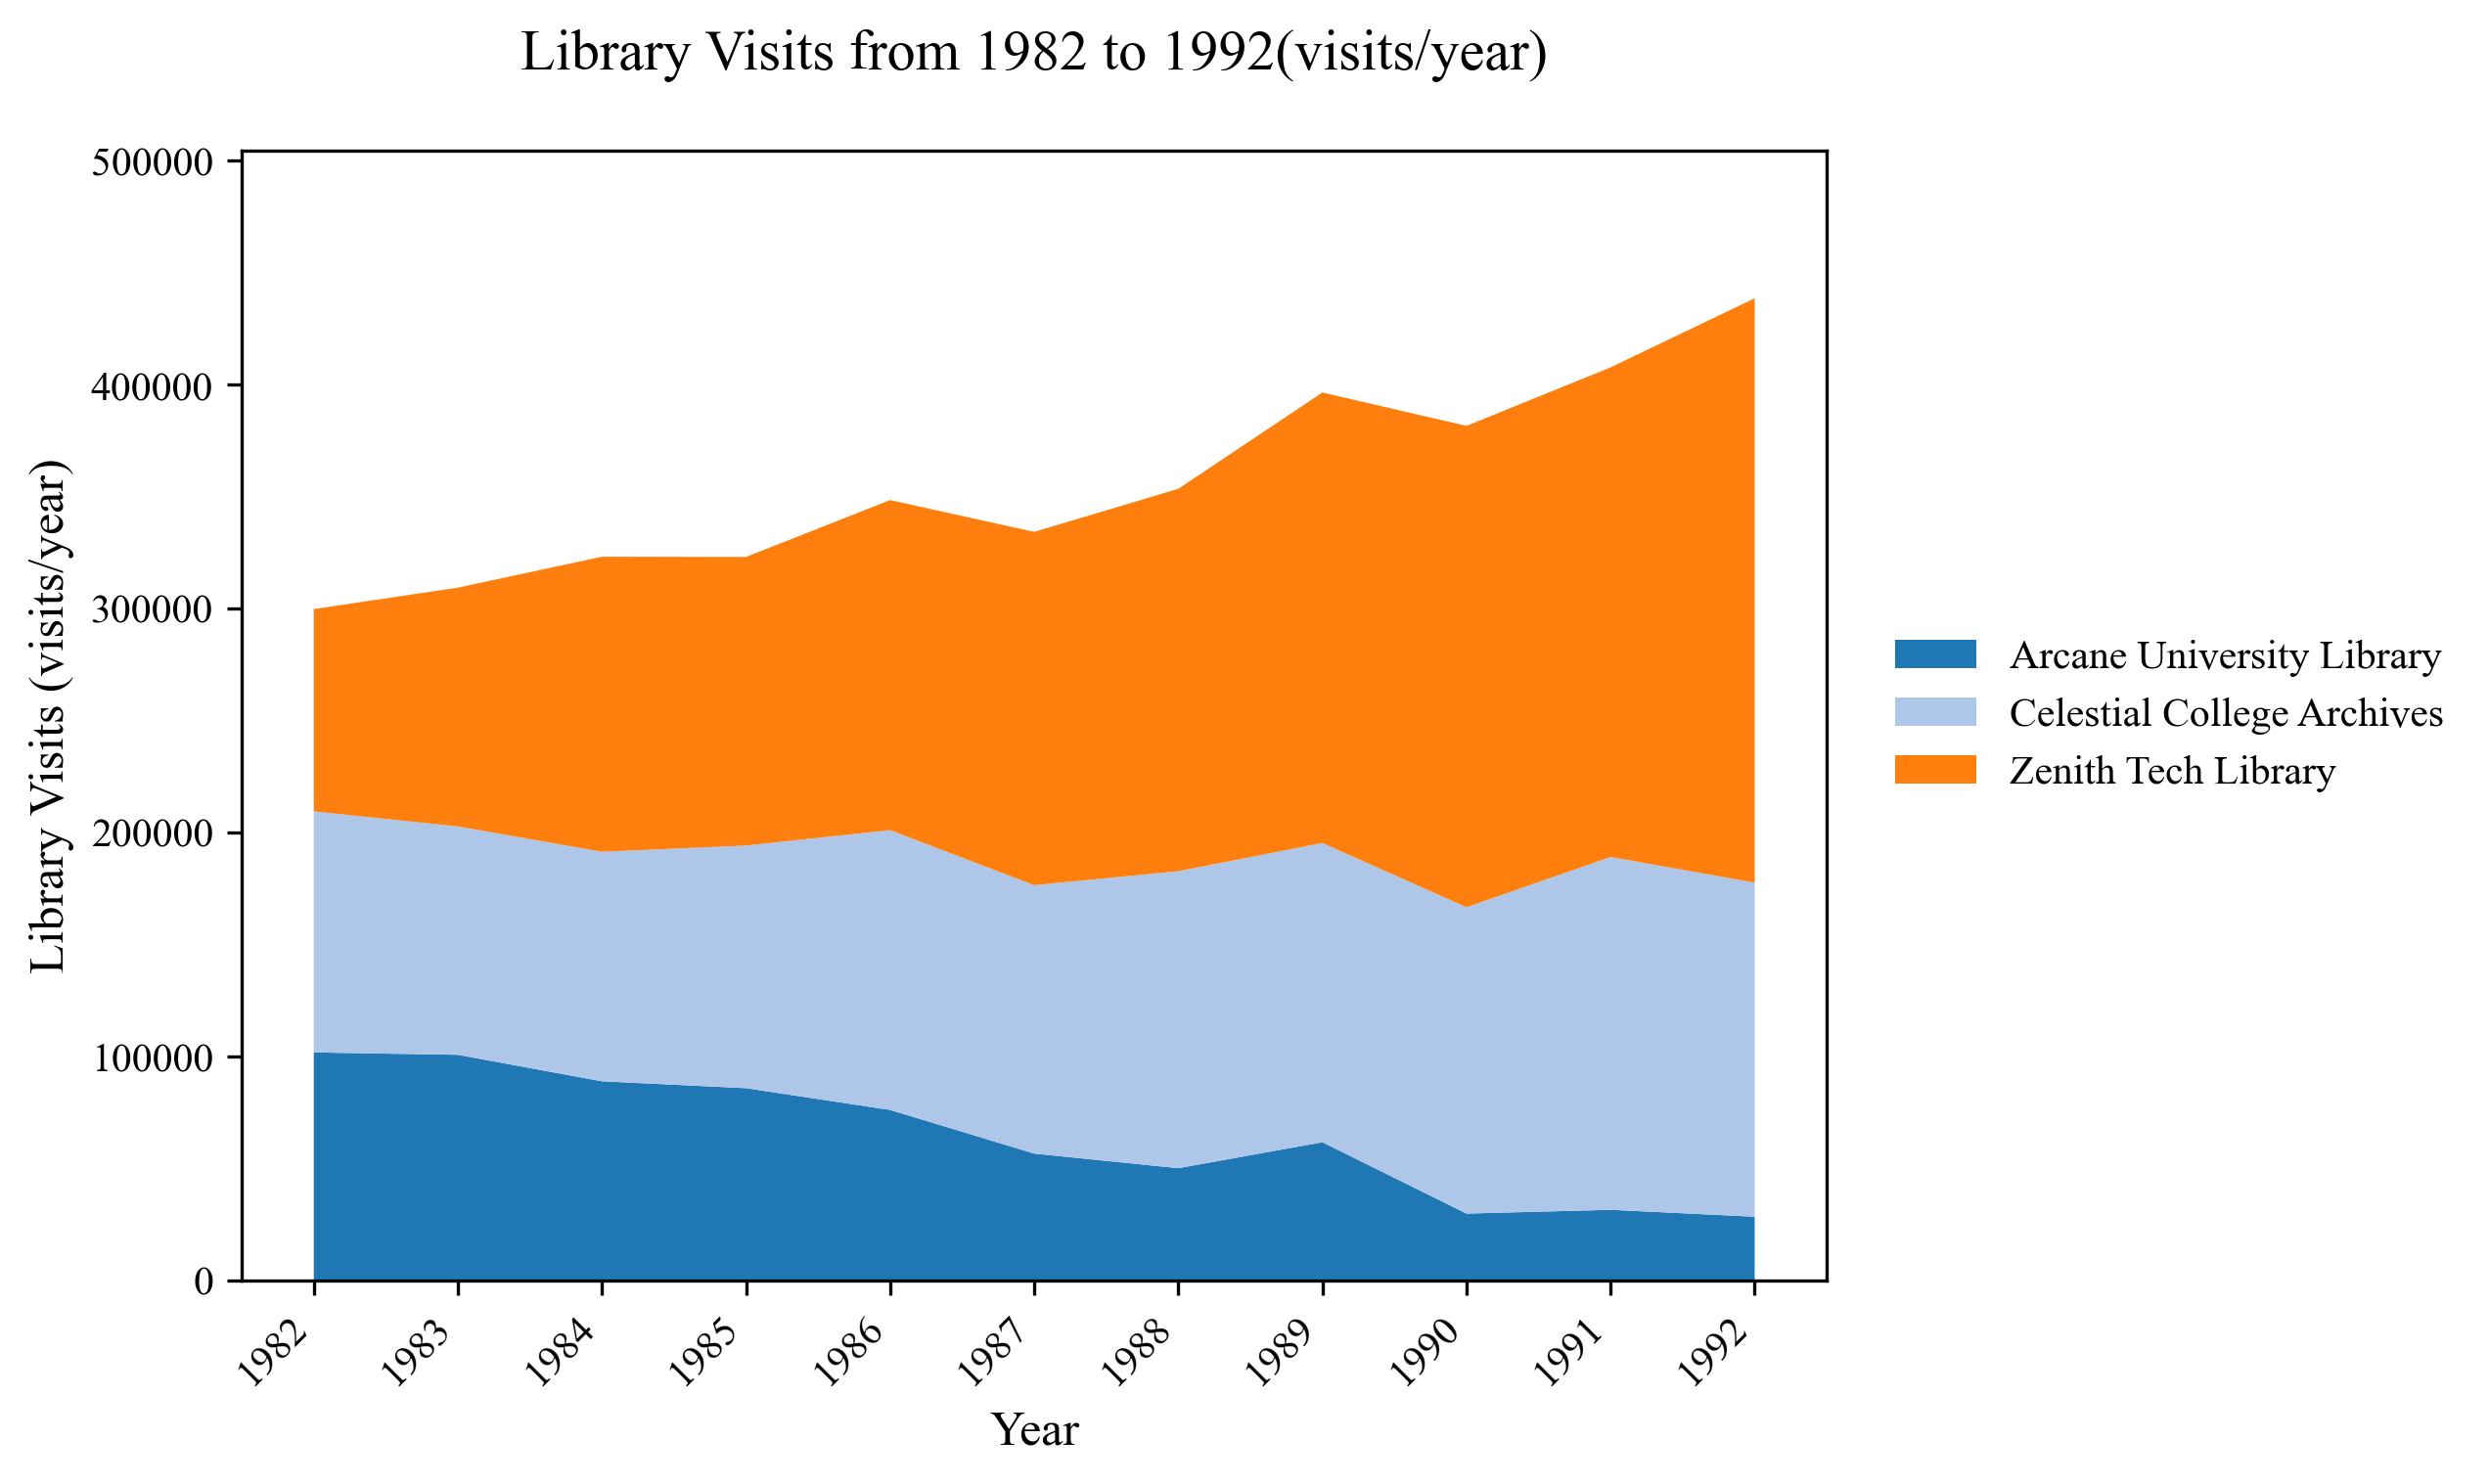 Library Visits from 1982 to 1992(visits/year)
500000
400000
300000
200000
100000
0
Library Visits (visits/year)
1982
1983
1984
1985
1986
1987
1988
1989
1990
1991
1992
Year
Arcane University Library
Celestial College Archives
Zenith Tech Library